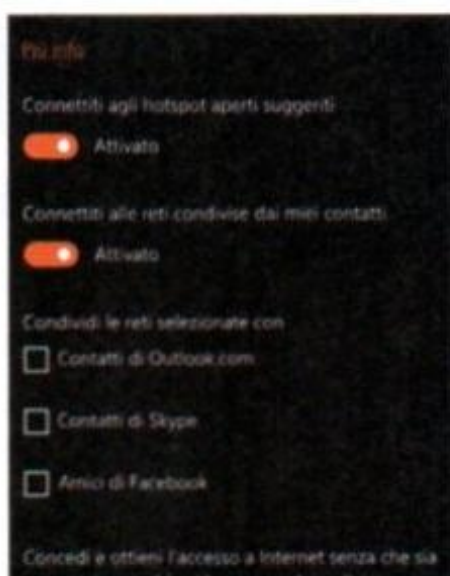 Più info
Connettiti agli hotspot aperti suggeriti
Attivato
Connettiti alle reti condivise dai miei contatti
Attivato
Condividi le reti selezionate con
Contatti di Outlook.com
Contatti di Skype
Amici di Facebook
Concedi e ottieni l'accesso a Internet senza che sia